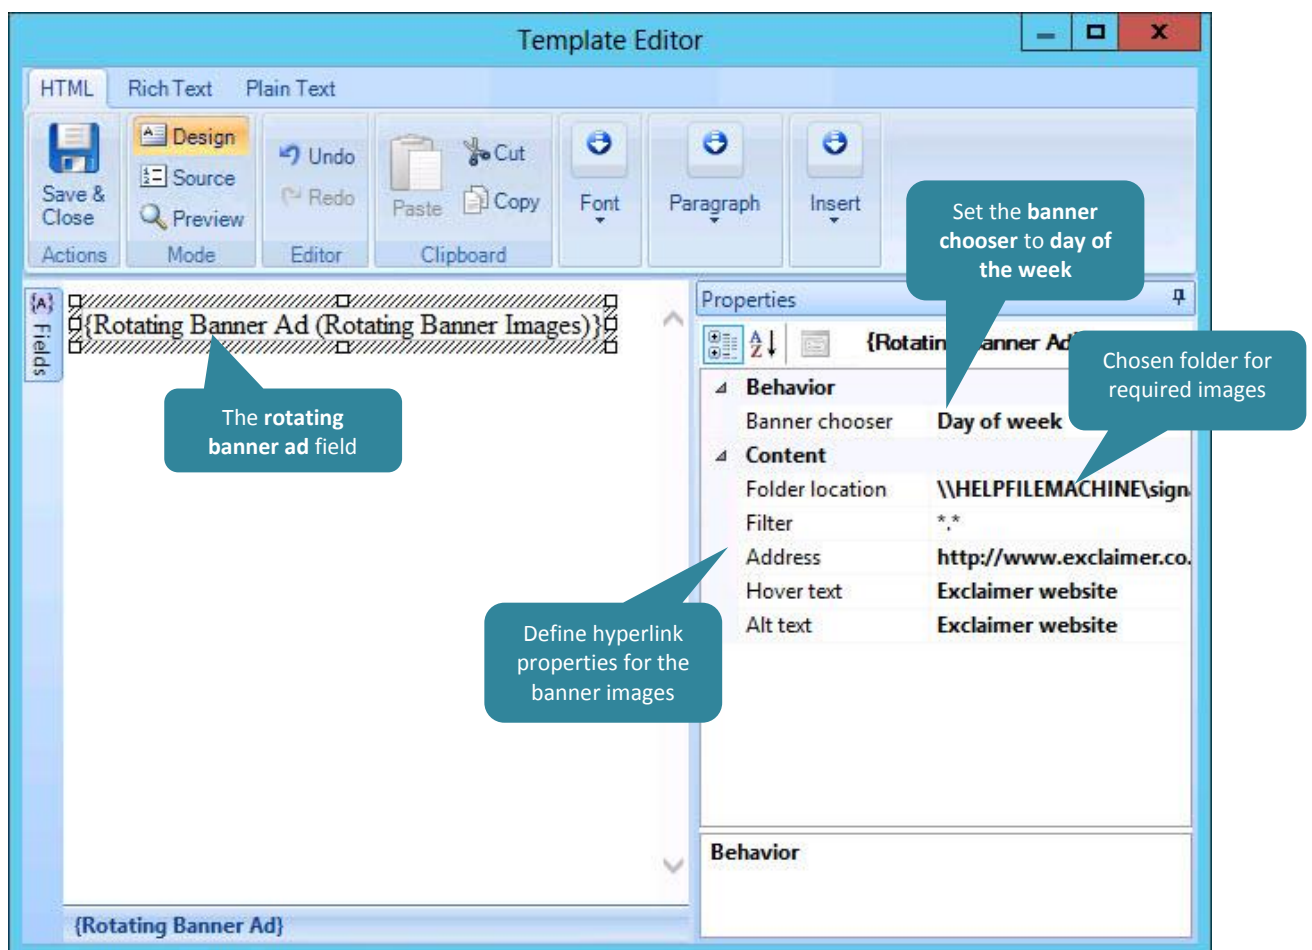 Template Editor
HTML Rich Text Plain Text
Save &
Close
Design
Source
Preview
Undo
Redo
Paste
Cut
Copy
Font
Paragraph
Insert
Actions Mode Editor Clipboard
Set the banner
chooser to day of
the week
{A} Fields
{Rotating Banner Ad (Rotating Banner Images)}
The rotating
banner ad field
Properties
{Rotating Banner Ad
Chosen folder for
required images
Behavior
Banner chooser Day of week
Content
Folder location \\HELPFILEMACHINE\sign
Filter *.*
Address http://www.exclaimer.co.
Hover text Exclaimer website
Alt text Exclaimer website
Define hyperlink
properties for the
banner images
Behavior
{Rotating Banner Ad}